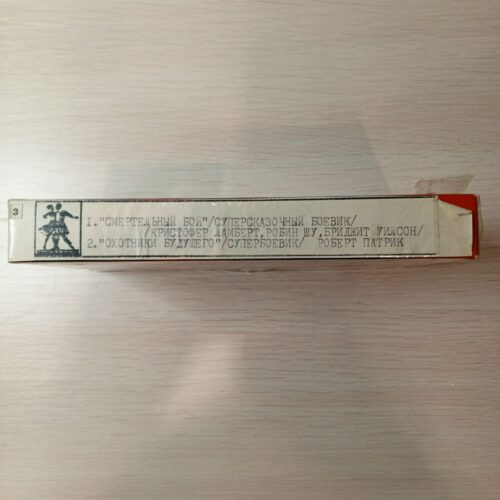 3
1."СМЕРТЕЛЬНЫЙ БОЙ"/СУПЕРСКАЗОЧНЫЙ БОЕВИК/
/КРИСТОФЕР ЛАМБЕРТ,РОБИН ШУ,БРИДЖИТ УИЛСОН/
2."ОХОТНИКИ БУДУЩЕГО"/СУПЕРБОЕВИК/ РОБЕРТ ПАТРИК